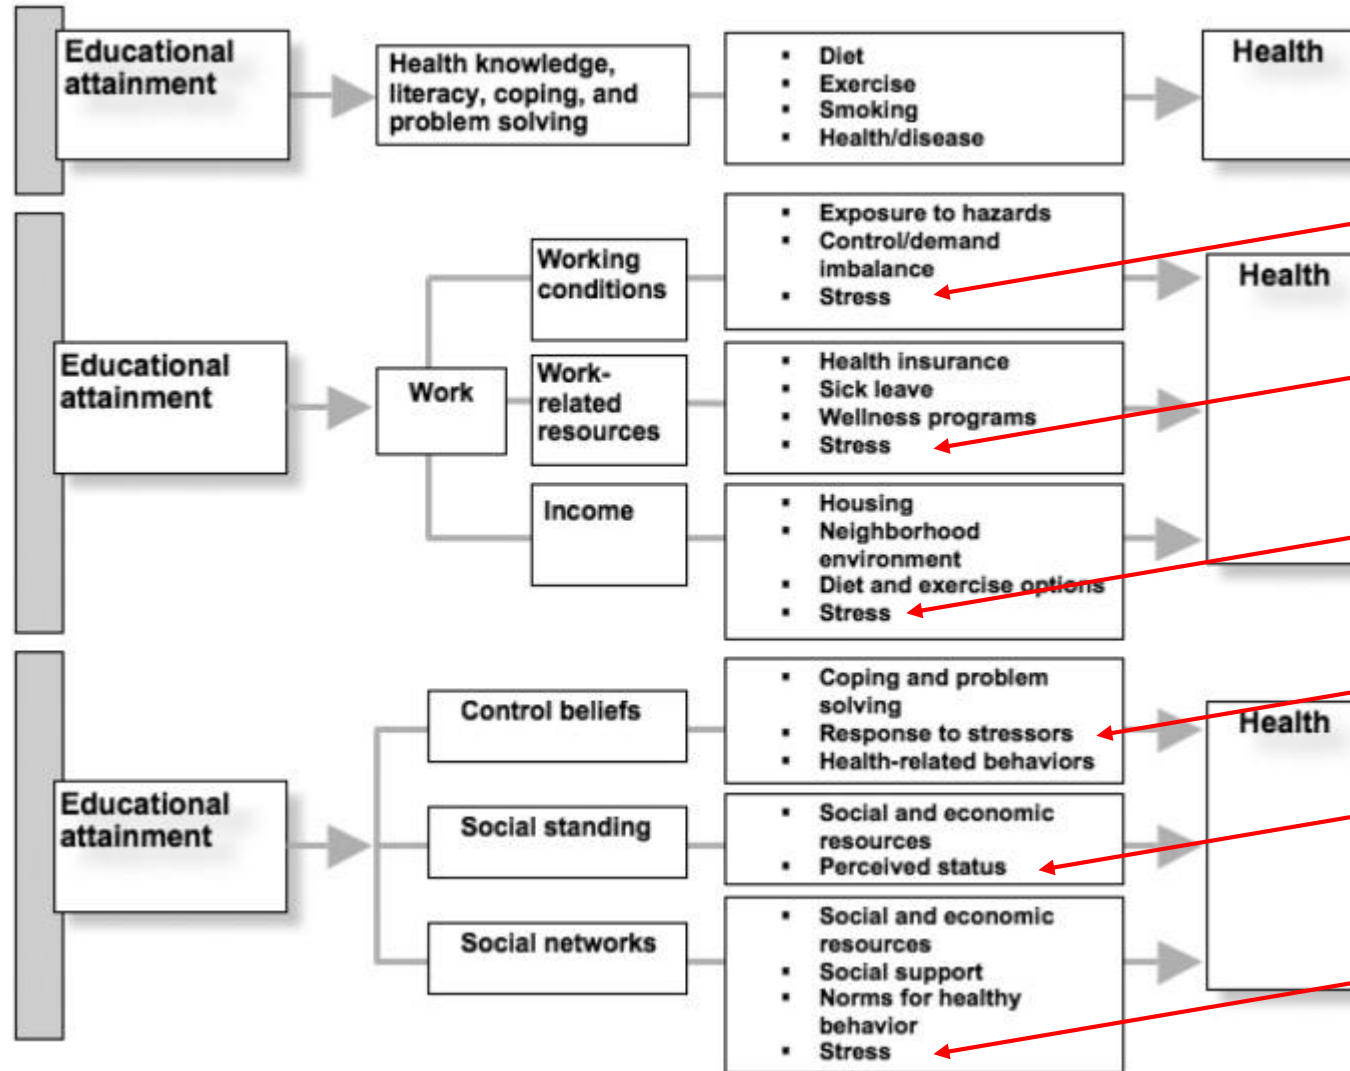 Educational
attainment
Health knowledge,
literacy, coping, and
problem solving
▪ Diet
▪ Exercise
▪ Smoking
▪ Health/disease
Health
Educational
attainment
Work
Working
conditions
▪ Exposure to hazards
▪ Control/demand
imbalance
▪ Stress
Work-
related
resources
▪ Health insurance
▪ Sick leave
▪ Wellness programs
▪ Stress
Income
▪ Housing
▪ Neighborhood
environment
▪ Diet and exercise options
▪ Stress
Health
Educational
attainment
Control beliefs
▪ Coping and problem
solving
▪ Response to stressors
▪ Health-related behaviors
Social standing
▪ Social and economic
resources
▪ Perceived status
Social networks
▪ Social and economic
resources
▪ Social support
▪ Norms for healthy
behavior
▪ Stress
Health